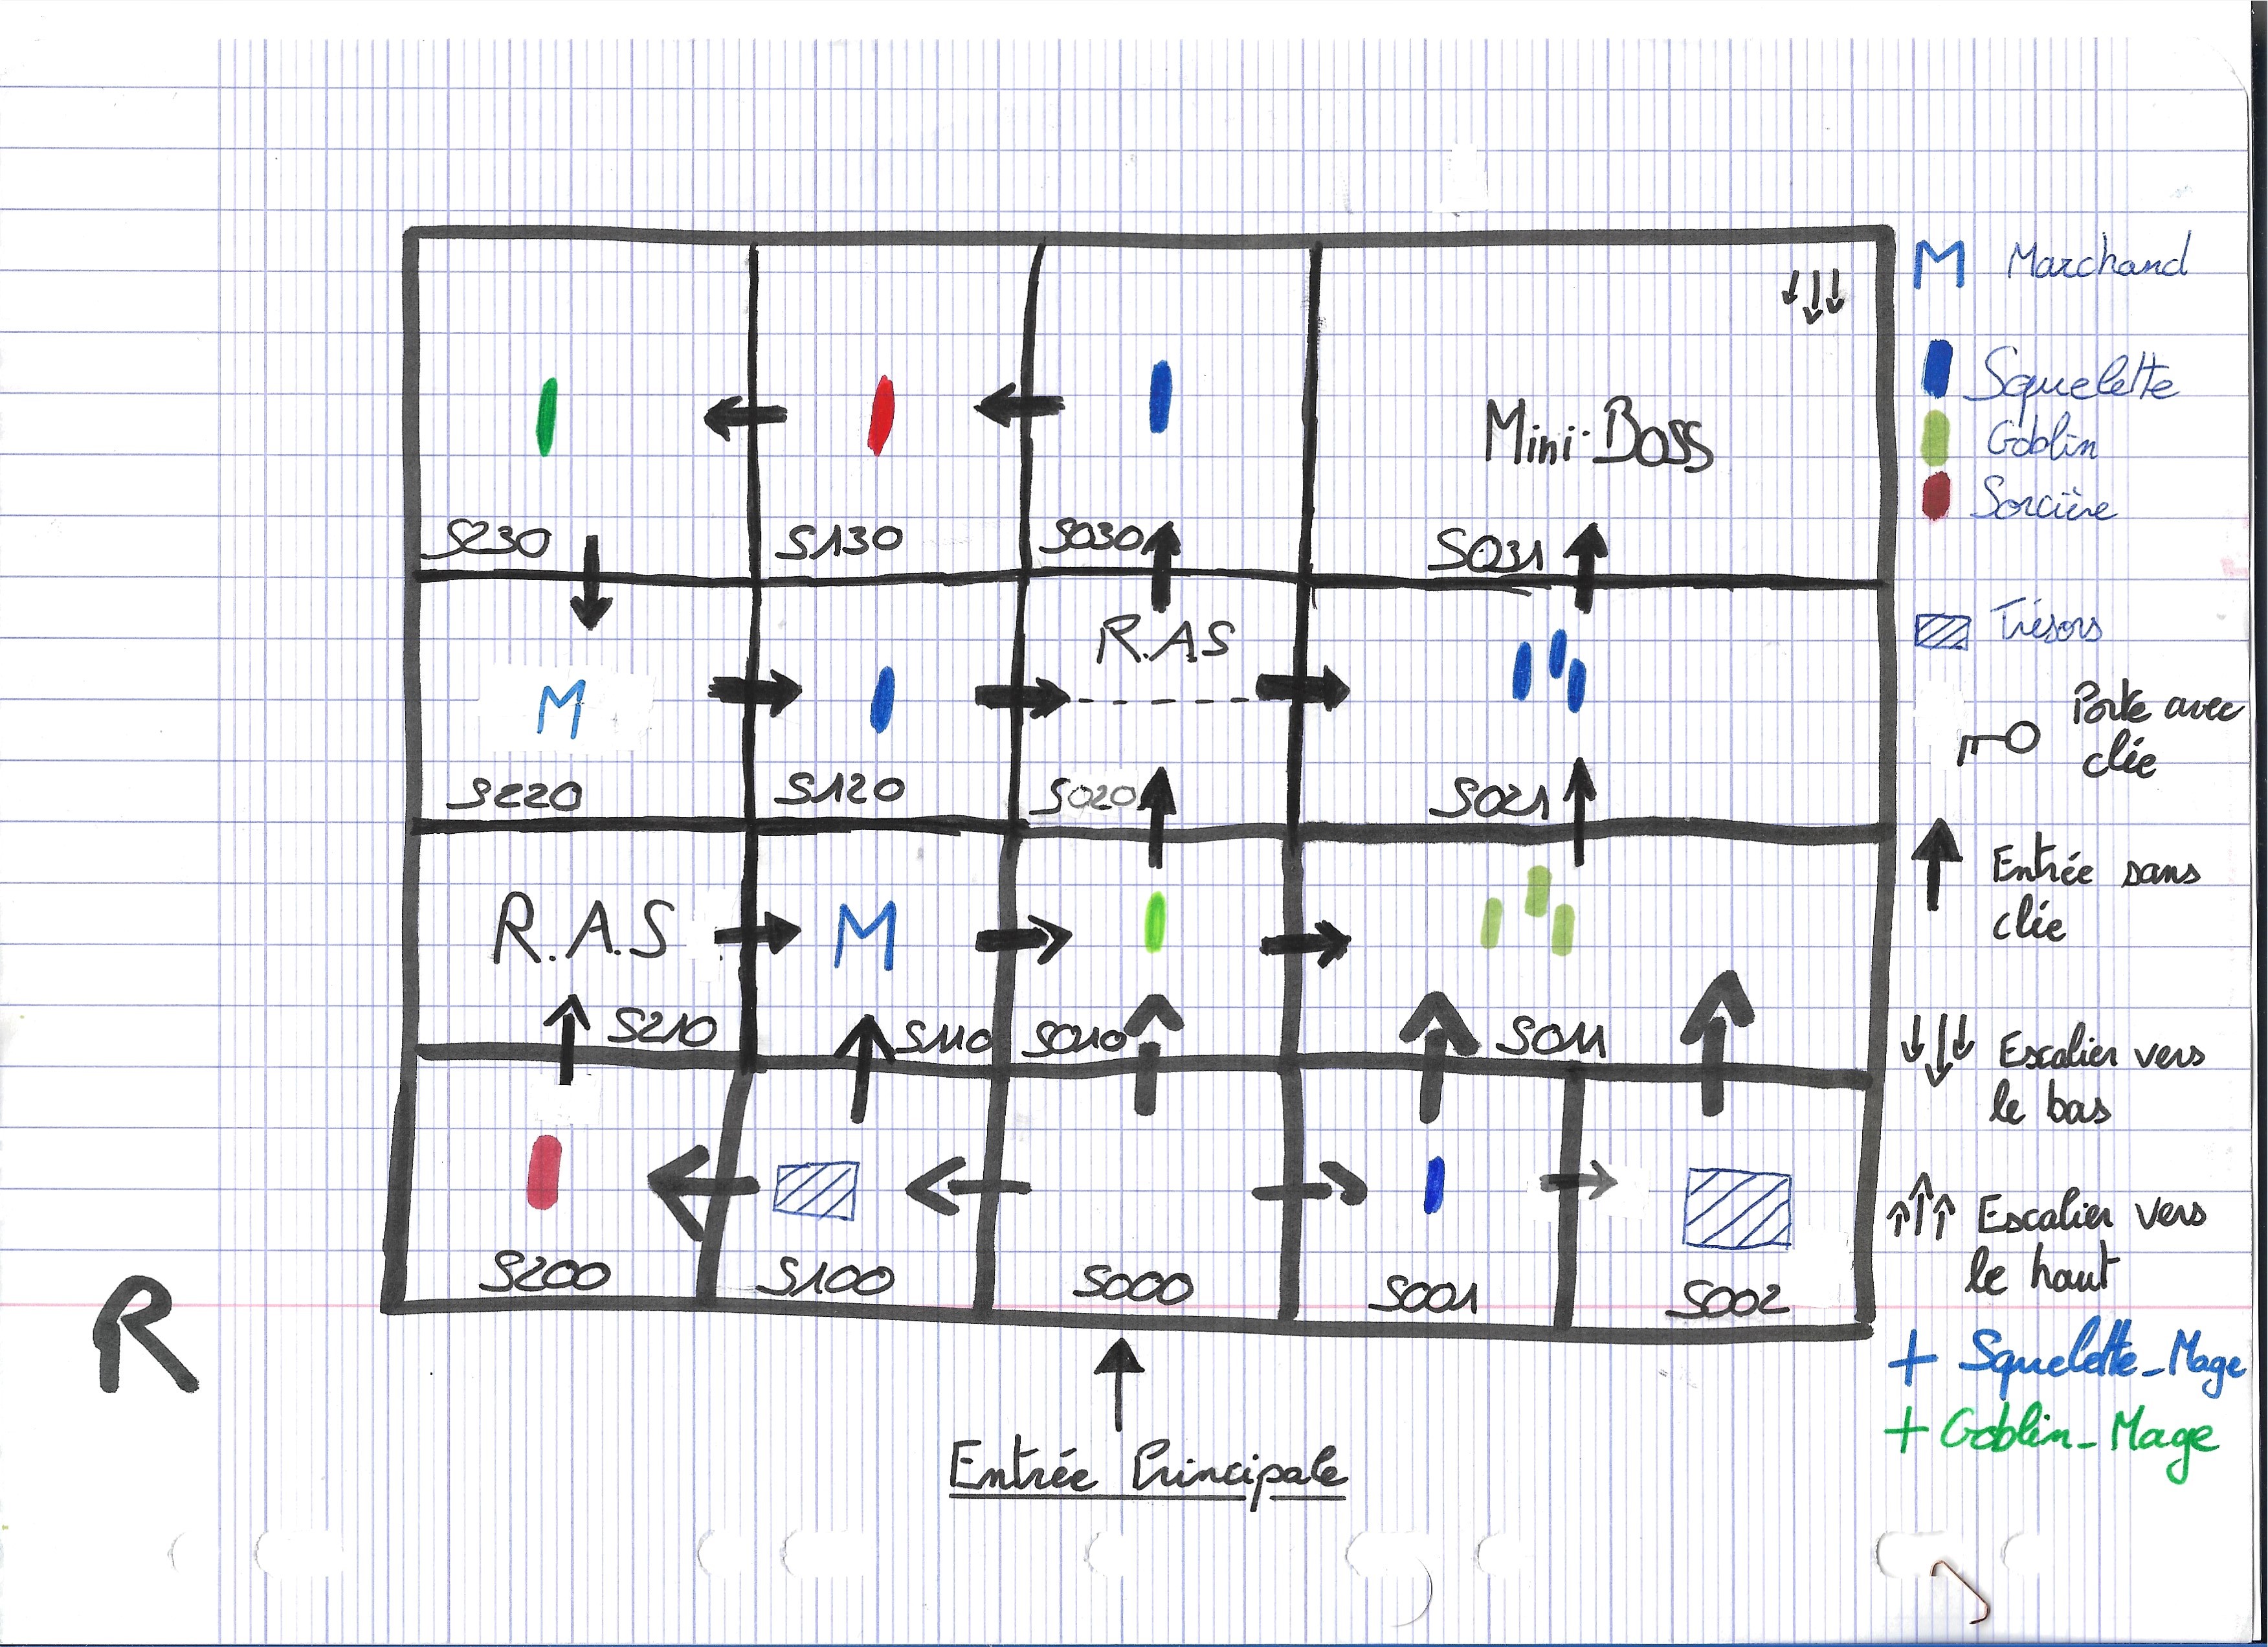 M Marchand
Squelette
Goblin
Sorcière
Mini-Boss
S230
S130
S030
S031
Trésors
R.A.S
M
Porte avec
clée
S220
S120
S020
S021
Entrée sans
clée
R.A.S
M
S210
S110
S010
S011
Escalier vers
le bas
Escalier vers
le haut
S200
S100
S000
S001
S002
R
+ Squelette_Mage
+ Goblin_Mage
Entrée Principale